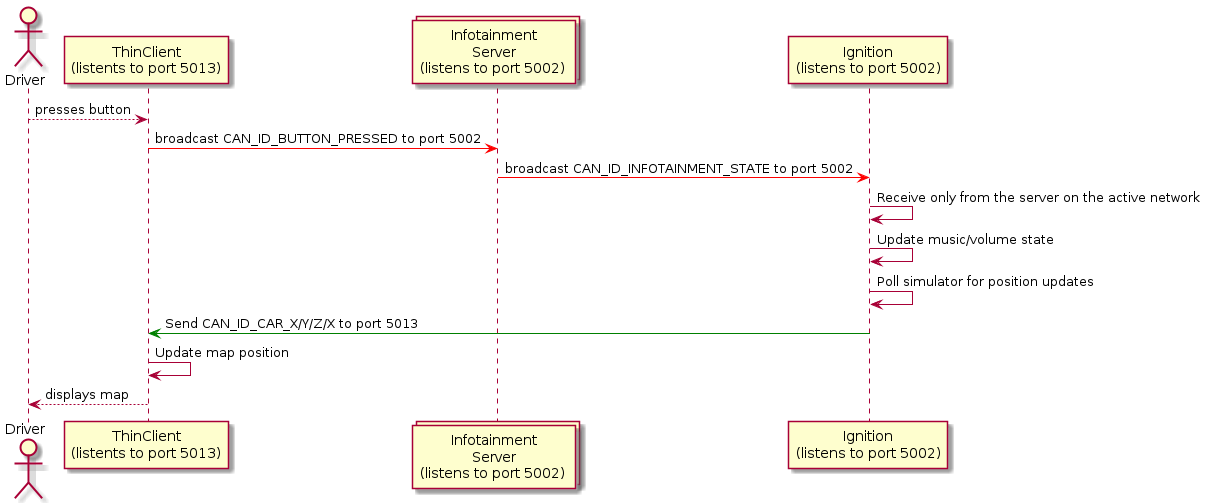 Driver
ThinClient
(listents to port 5013)
Infotainment
Server
(listens to port 5002)
Ignition
(listens to port 5002)
presses button
broadcast CAN_ID_BUTTON_PRESSED to port 5002
broadcast CAN_ID_INFOTAINMENT_STATE to port 5002
Receive only from the server on the active network
Update music/volume state
Poll simulator for position updates
Send CAN_ID_CAR_X/Y/Z/X to port 5013
Update map position
displays map
Driver
ThinClient
(listents to port 5013)
Infotainment
Server
(listens to port 5002)
Ignition
(listens to port 5002)